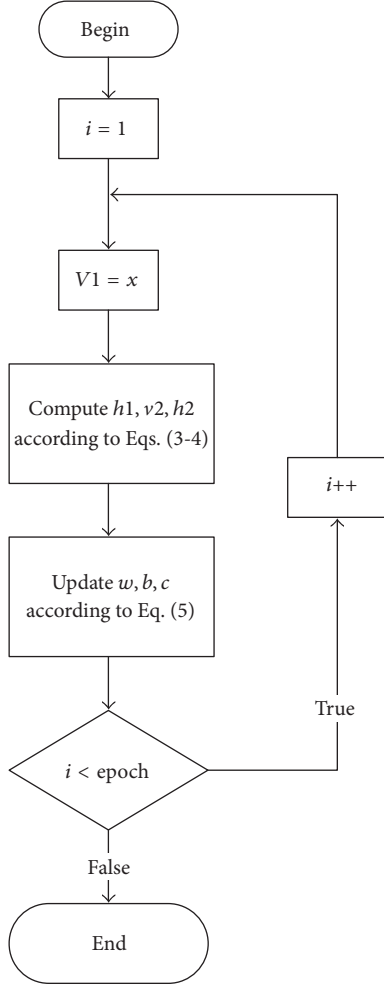 Begin
i = 1
V1 = x
Compute h1, v2, h2
according to Eqs. (3-4)
i++
Update w, b, c
according to Eq. (5)
True
i < epoch
False
End